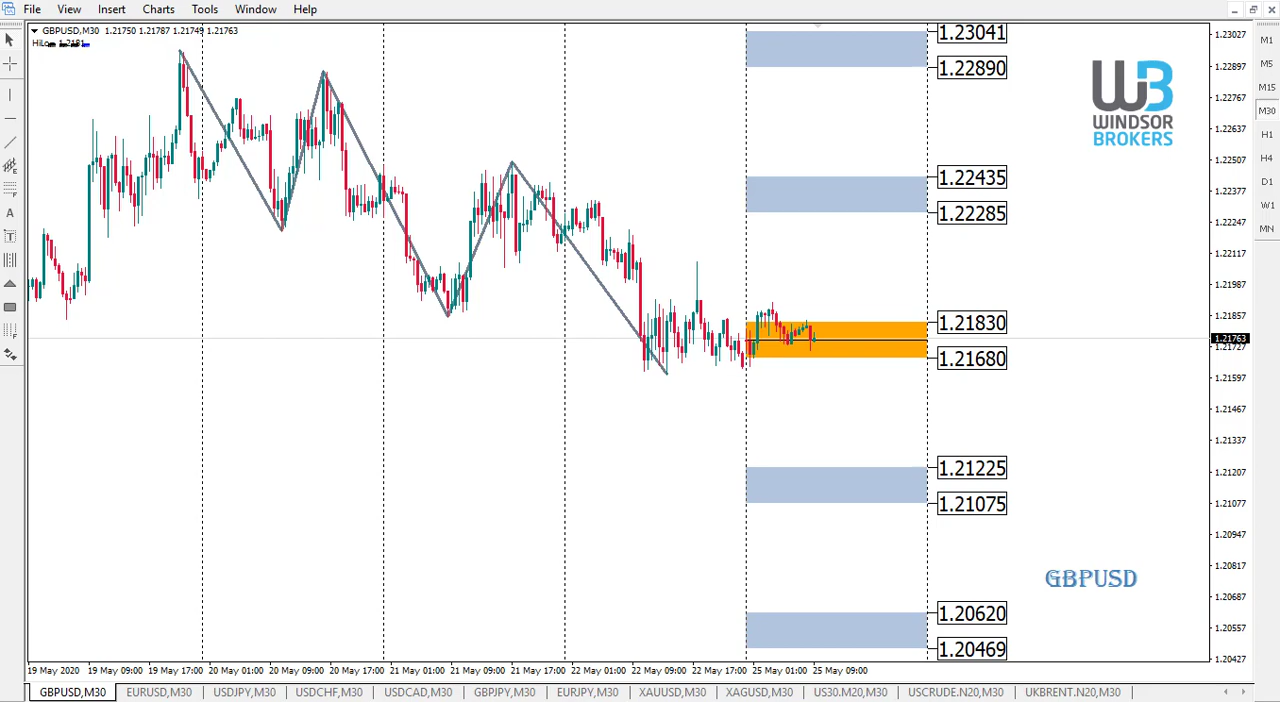 File View Insert Charts Tools Window Help
GBPUSD,M30 1.21750 1.21787 1.21749 1.21763
1.23041
1.22890
1.22435
1.22285
1.21830
1.21680
1.21225
1.21075
1.20620
1.20469
W3
WINDSOR
BROKERS
GBPUSD
1.23027
1.22897
1.22767
1.22637
1.22507
1.22377
1.22247
1.22117
1.21987
1.21857
1.21763
1.21727
1.21597
1.21467
1.21337
1.21207
1.21077
1.20947
1.20817
1.20687
1.20557
1.20427
M1
M5
M15
M30
H1
H4
D1
W1
MN
19 May 2020 19 May 09:00 19 May 17:00 20 May 01:00 20 May 09:00 20 May 17:00 21 May 01:00 21 May 09:00 21 May 17:00 22 May 01:00 22 May 09:00 22 May 17:00 25 May 01:00 25 May 09:00
GBPUSD,M30 EURUSD,M30 USDJPY,M30 USDCHF,M30 USDCAD,M30 GBPJPY,M30 EURJPY,M30 XAUUSD,M30 XAGUSD,M30 US30.M20,M30 USCRUDE.N20,M30 UKBRENT.N20,M30